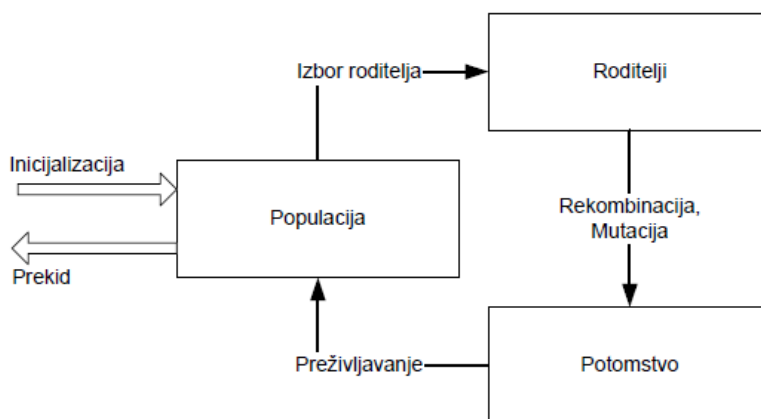 Izbor roditelja
Roditelji
Inicijalizacija
Populacija
Rekombinacija,
Mutacija
Prekid
Preživljavanje
Potomstvo